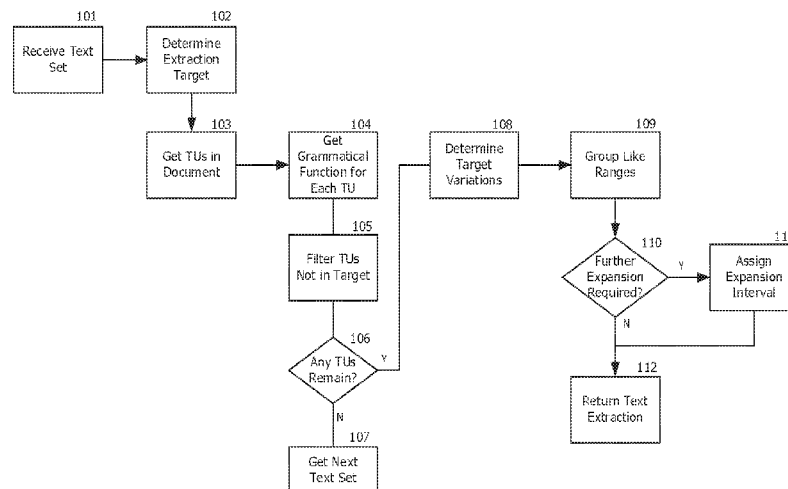 101
Receive Text
Set
102
Determine
Extraction
Target
103
Get TUs in
Document
104
Get
Grammatical
Function for
Each TU
105
Filter TUs
Not in Target
106
Any TUs
Remain?
Y
N
107
Get Next
Text Set
108
Determine
Target
Variations
109
Group Like
Ranges
110
Further
Expansion
Required?
Y
N
11
Assign
Expansion
Interval
112
Return Text
Extraction